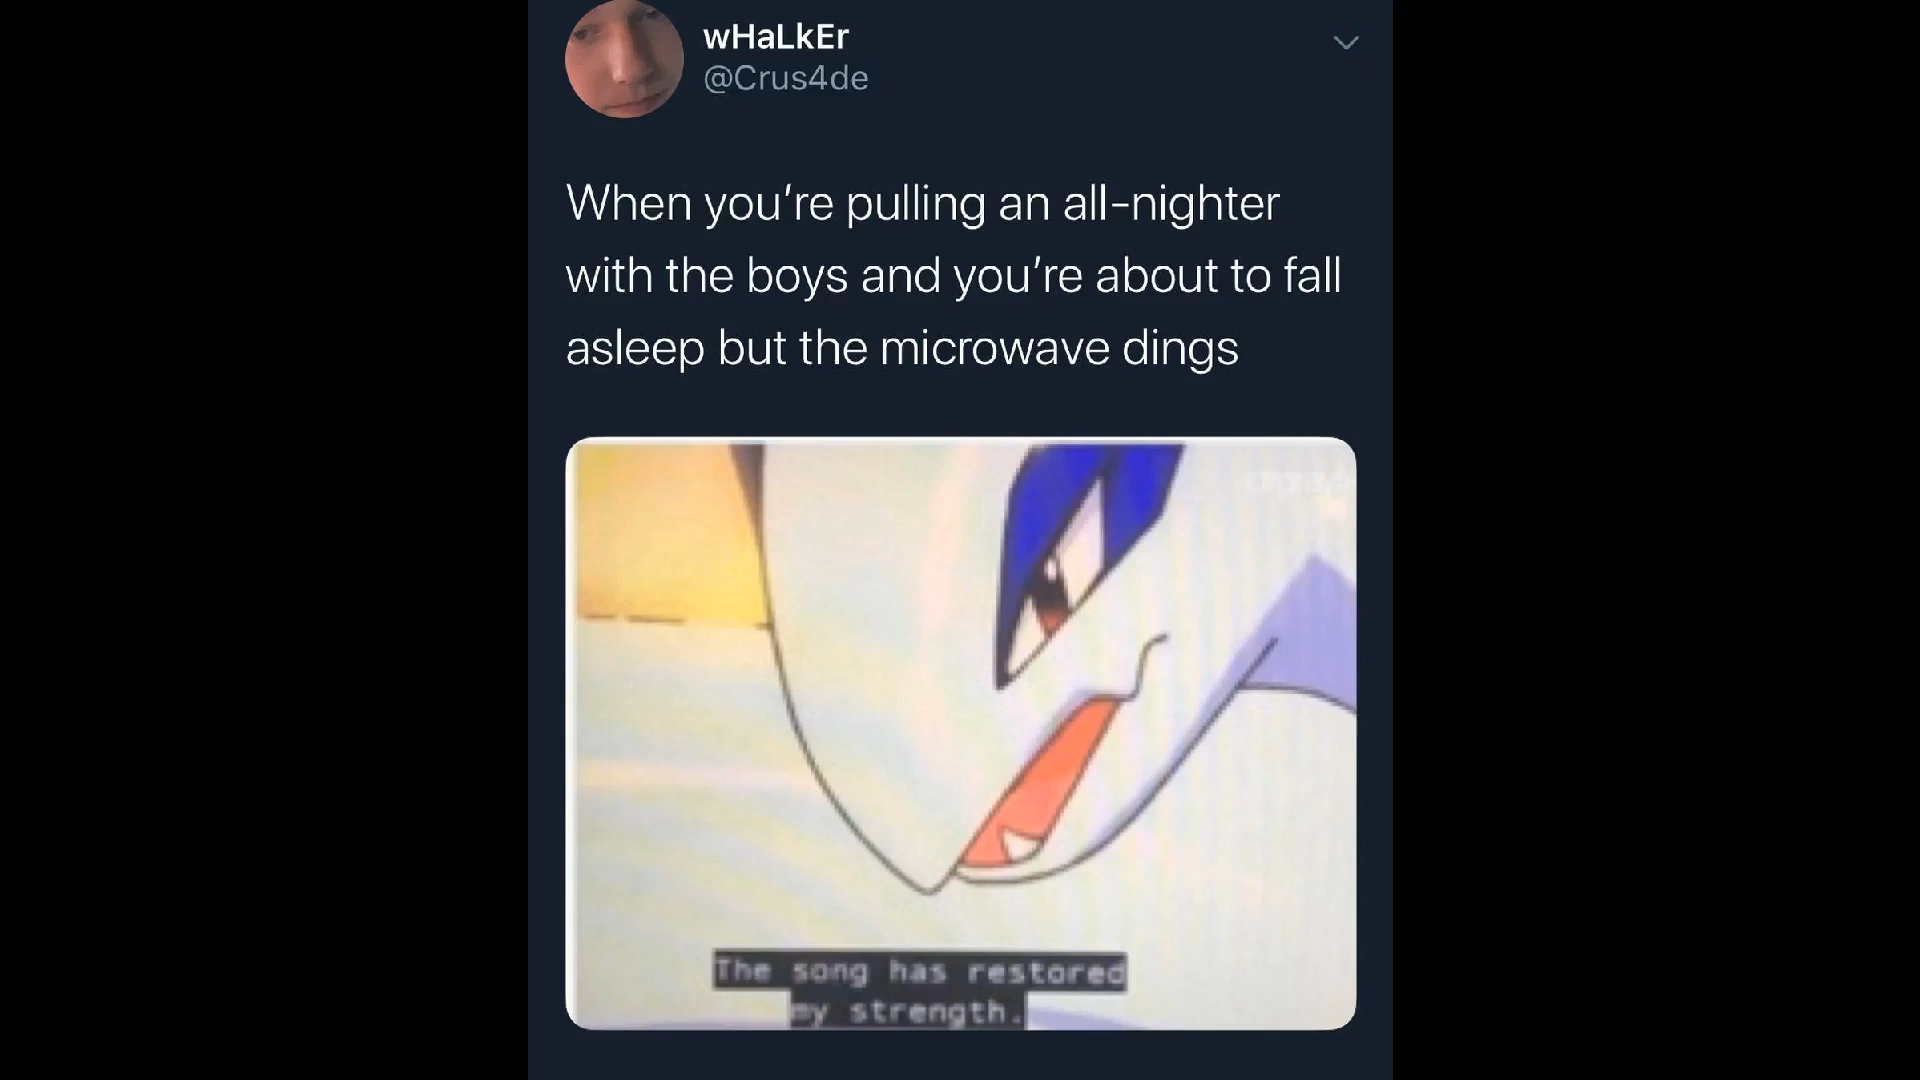 wHaLkEr
@Crus4de
When you’re pulling an all-nighter
with the boys and you’re about to fall
asleep but the microwave dings
The song has restored
my strength.